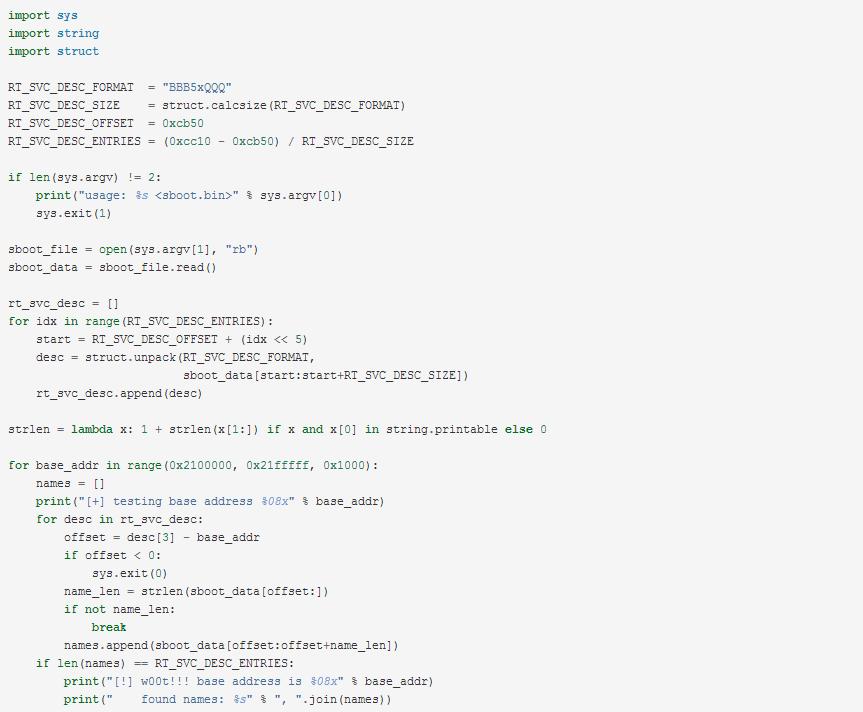 import sys
import string
import struct
RT_SVC_DESC_FORMAT  = "BBB5xQQQ"
RT_SVC_DESC_SIZE    = struct.calcsize(RT_SVC_DESC_FORMAT)
RT_SVC_DESC_OFFSET  = 0xcb50
RT_SVC_DESC_ENTRIES = (0xcc10 - 0xcb50) / RT_SVC_DESC_SIZE
if len(sys.argv) != 2:
    print("usage: %s <sboot.bin>" % sys.argv[0])
    sys.exit(1)
sboot_file = open(sys.argv[1], "rb")
sboot_data = sboot_file.read()
rt_svc_desc = []
for idx in range(RT_SVC_DESC_ENTRIES):
    start = RT_SVC_DESC_OFFSET + (idx << 5)
    desc = struct.unpack(RT_SVC_DESC_FORMAT,
                         sboot_data[start:start+RT_SVC_DESC_SIZE])
    rt_svc_desc.append(desc)
strlen = lambda x: 1 + strlen(x[1:]) if x and x[0] in string.printable else 0
for base_addr in range(0x2100000, 0x21fffff, 0x1000):
    names = []
    print("[+] testing base address %08x" % base_addr)
    for desc in rt_svc_desc:
        offset = desc[3] - base_addr
        if offset < 0:
            sys.exit(0)
        name_len = strlen(sboot_data[offset:])
        if not name_len:
            break
        names.append(sboot_data[offset:offset+name_len])
    if len(names) == RT_SVC_DESC_ENTRIES:
        print("[!] w00t!!! base address is %08x" % base_addr)
        print("    found names: %s" % ", ".join(names))